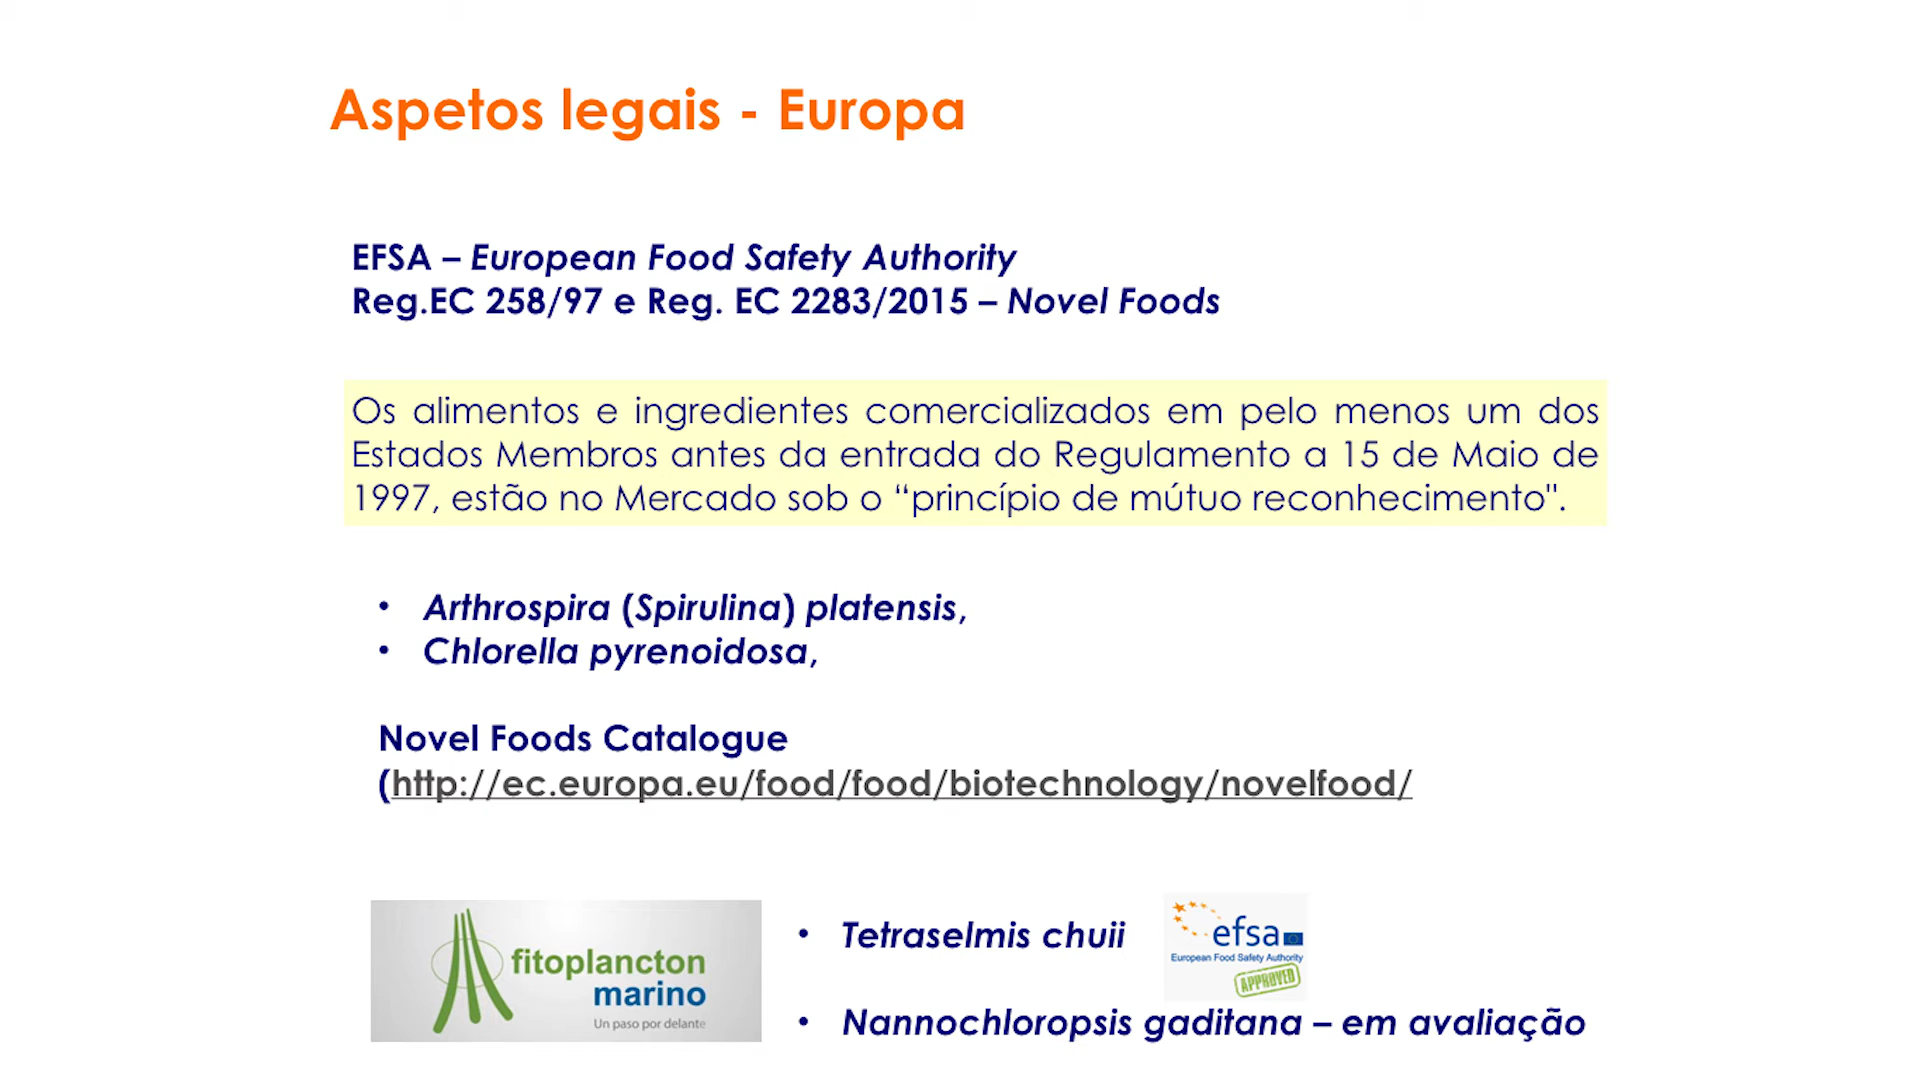 Aspetos legais - Europa
EFSA – European Food Safety Authority
Reg.EC 258/97 e Reg. EC 2283/2015 – Novel Foods
Os alimentos e ingredientes comercializados em pelo menos um dos
Estados Membros antes da entrada do Regulamento a 15 de Maio de
1997, estão no Mercado sob o “princípio de mútuo reconhecimento".
• Arthrospira (Spirulina) platensis,
• Chlorella pyrenoidosa,
Novel Foods Catalogue
(http://ec.europa.eu/food/food/biotechnology/novelfood/
fitoplancton
marino
Un paso por delante
• Tetraselmis chuii
efsa
European Food Safety Authority
APPROVED
• Nannochloropsis gaditana – em avaliação